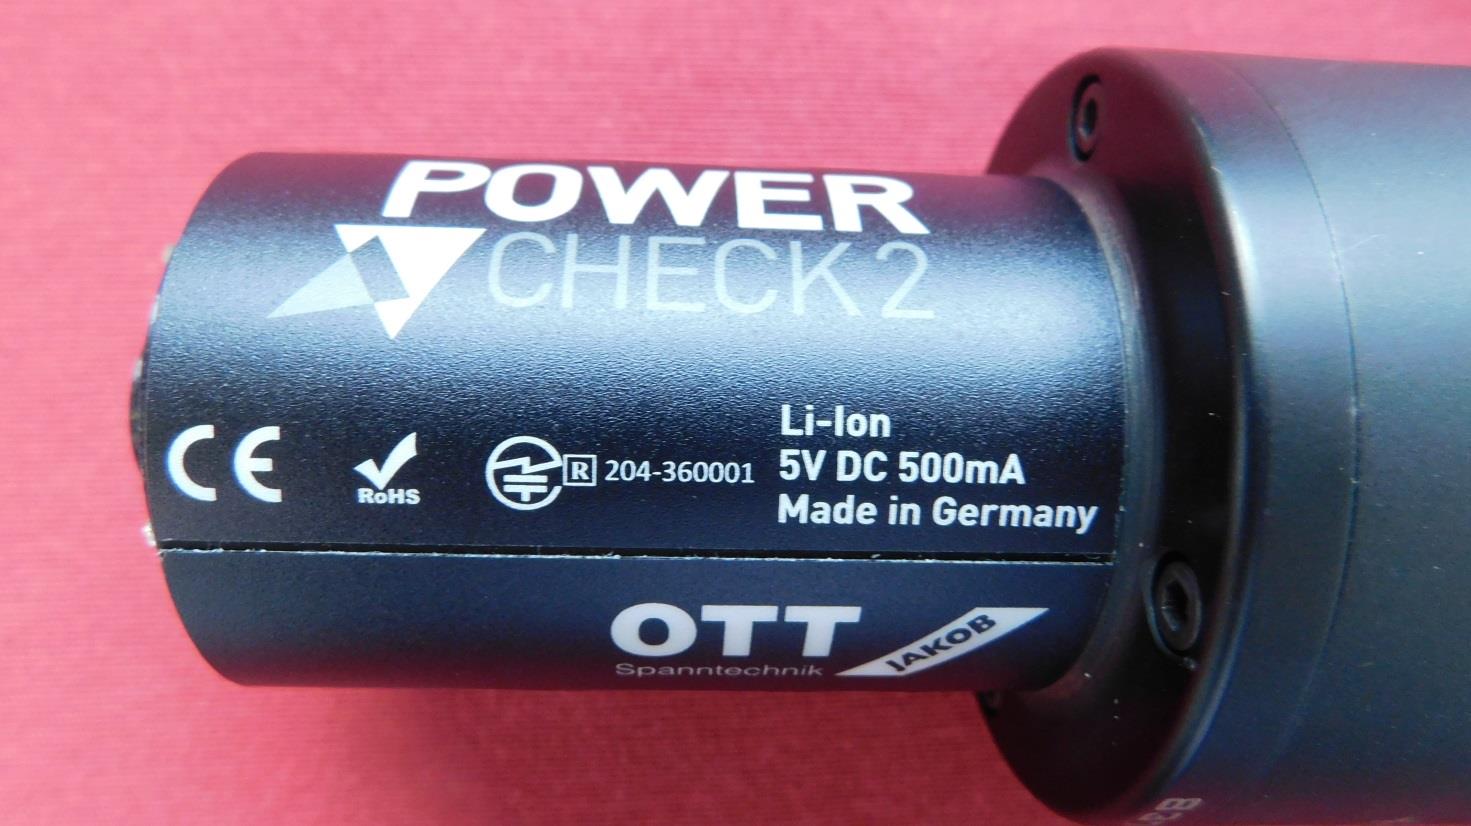 POWER
CHECK2
CE
RoHS
R 204-360001
Li-Ion
5V DC 500mA
Made in Germany
OTT
Spanntechnik
JAKOB